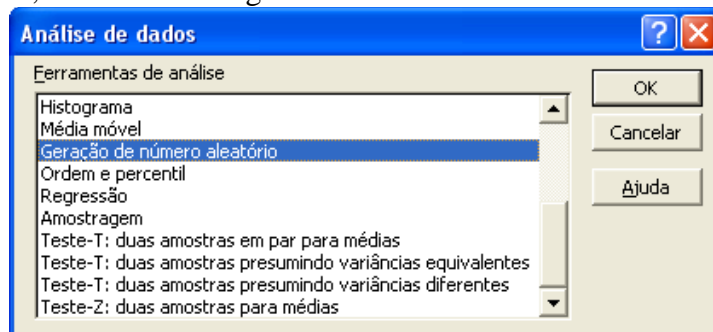 Análise de dados
Ferramentas de análise
Histograma
Média móvel
Geração de número aleatório
Ordem e percentil
Regressão
Amostragem
Teste-T: duas amostras em par para médias
Teste-T: duas amostras presumindo variâncias equivalentes
Teste-T: duas amostras presumindo variâncias diferentes
Teste-Z: duas amostras para médias
OK
Cancelar
Ajuda